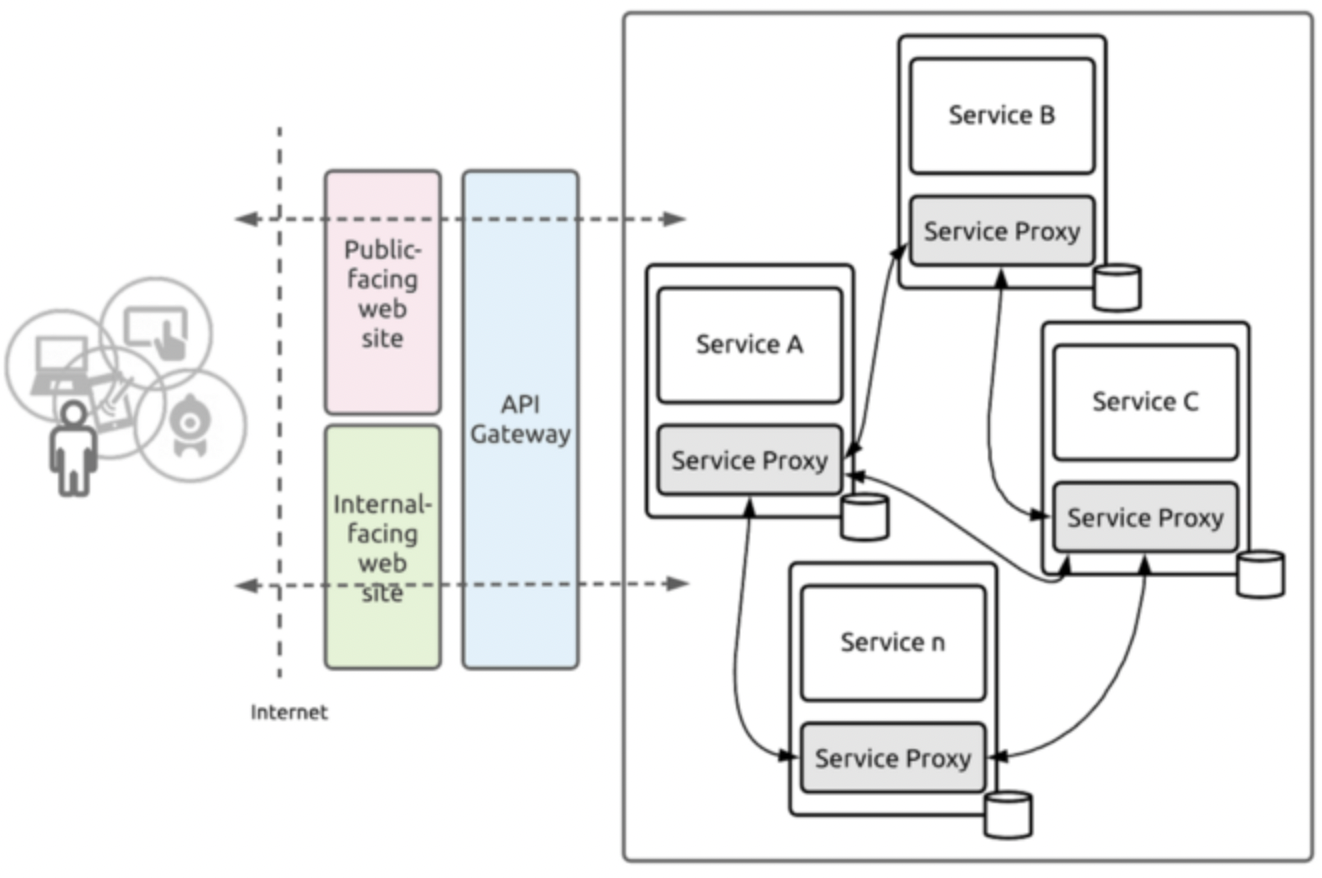 Public-
facing
web
site
Internal-
facing
web
site
Internet
API
Gateway
Service B
Service Proxy
Service A
Service Proxy
Service C
Service Proxy
Service n
Service Proxy